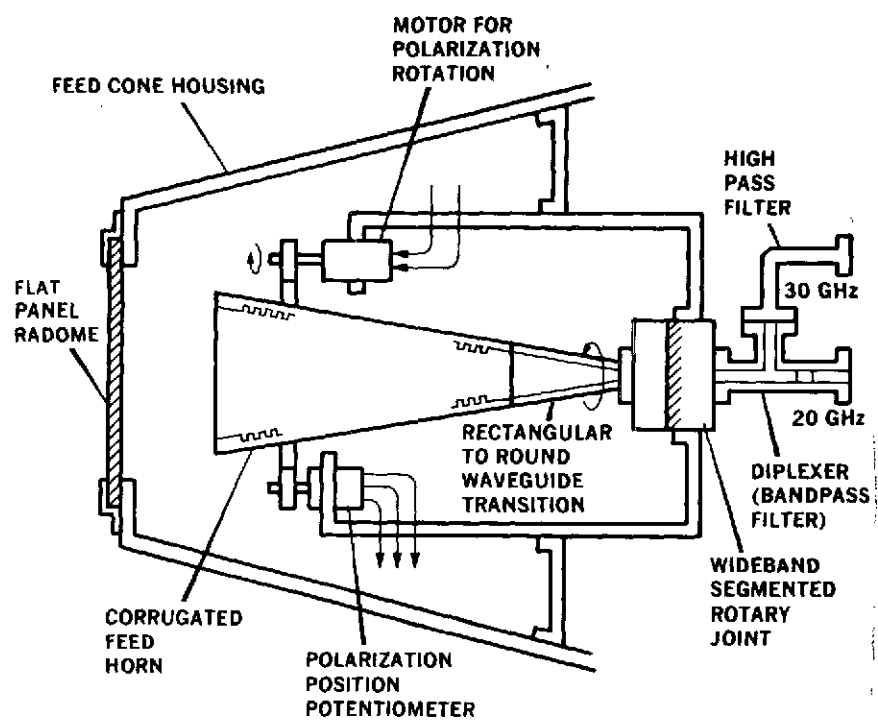 MOTOR FOR
POLARIZATION
ROTATION
FEED CONE HOUSING
HIGH
PASS
FILTER
FLAT
PANEL
RADOME
30 GHz
20 GHz
RECTANGULAR
TO ROUND
WAVEGUIDE
TRANSITION
DIPLEXER
(BANDPASS
FILTER)
WIDEBAND
SEGMENTED
ROTARY
JOINT
CORRUGATED
FEED
HORN
POLARIZATION
POSITION
POTENTIOMETER